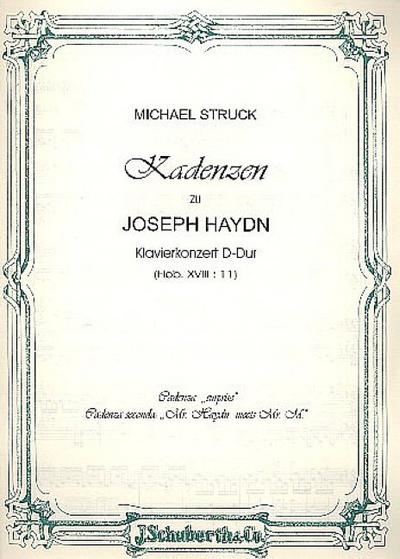 MICHAEL STRUCK
Kadenzen
zu
JOSEPH HAYDN
Klavierkonzert D-Dur
(Hob. XVIII : 11)
Cadenza „surprise“
Cadenza seconda: „Mr. Haydn meets Mr. M.“
J. Schuberth & Co.